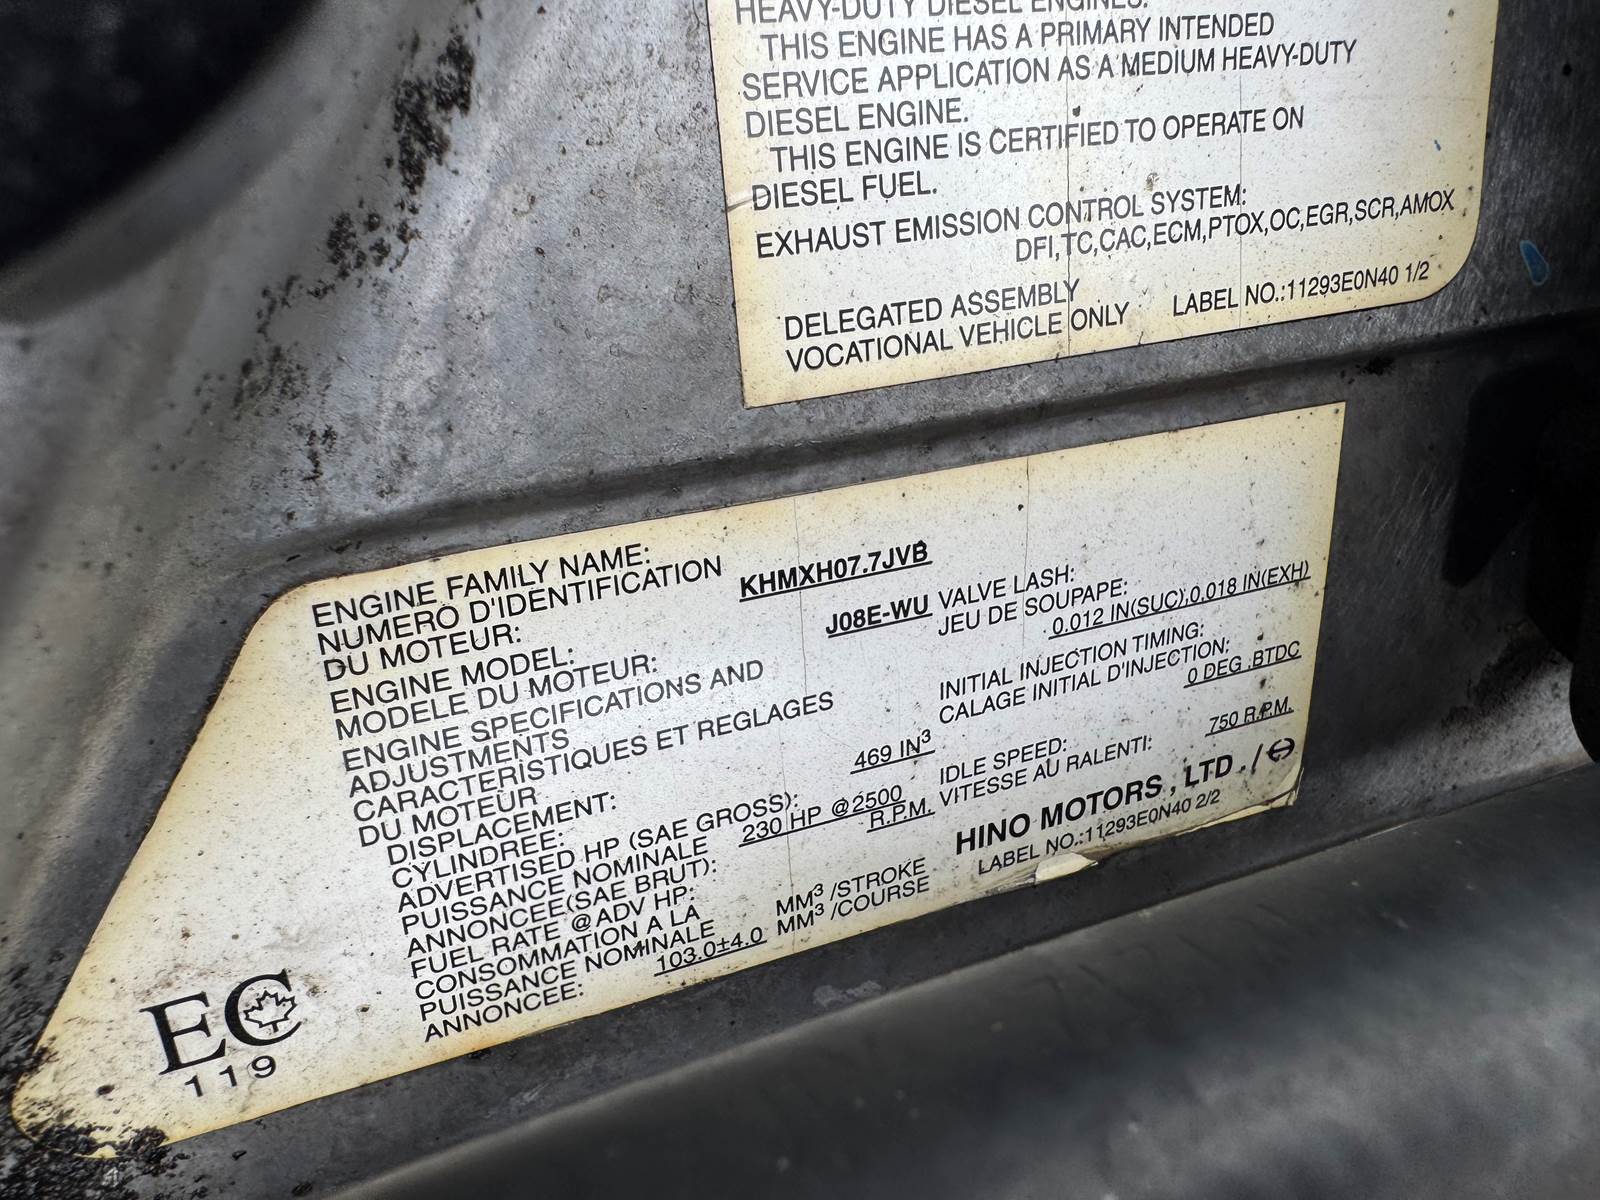 HEAVY-DUTY DIESEL ENGINES.
THIS ENGINE HAS A PRIMARY INTENDED
SERVICE APPLICATION AS A MEDIUM HEAVY-DUTY
DIESEL ENGINE.
THIS ENGINE IS CERTIFIED TO OPERATE ON
DIESEL FUEL.
EXHAUST EMISSION CONTROL SYSTEM:
DFI,TC,CAC,ECM,PTOX,OC,EGR,SCR,AMOX
DELEGATED ASSEMBLY
VOCATIONAL VEHICLE ONLY
LABEL NO.:11293E0N40 1/2
ENGINE FAMILY NAME:
NUMERO D'IDENTIFICATION
DU MOTEUR:
KHMXH07.7JVB
ENGINE MODEL:
MODELE DU MOTEUR:
J08E-WU
ENGINE SPECIFICATIONS AND
ADJUSTMENTS
CARACTERISTIQUES ET REGLAGES
DU MOTEUR
DISPLACEMENT:
CYLINDREE:
469 IN³
ADVERTISED HP (SAE GROSS):
PUISSANCE NOMINALE
ANNONCEE(SAE BRUT):
230 HP @2500
R.P.M.
FUEL RATE @ADV HP:
CONSOMMATION A LA
PUISSANCE NOMINALE
ANNONCEE:
103.0±4.0
MM³ /STROKE
MM³ /COURSE
VALVE LASH:
JEU DE SOUPAPE:
0.012 IN(SUC),0.018 IN(EXH)
INITIAL INJECTION TIMING:
CALAGE INITIAL D'INJECTION:
0 DEG .BTDC
IDLE SPEED:
VITESSE AU RALENTI:
750 R.P.M.
HINO MOTORS, LTD./
LABEL NO.:11293E0N40 2/2
EC
119